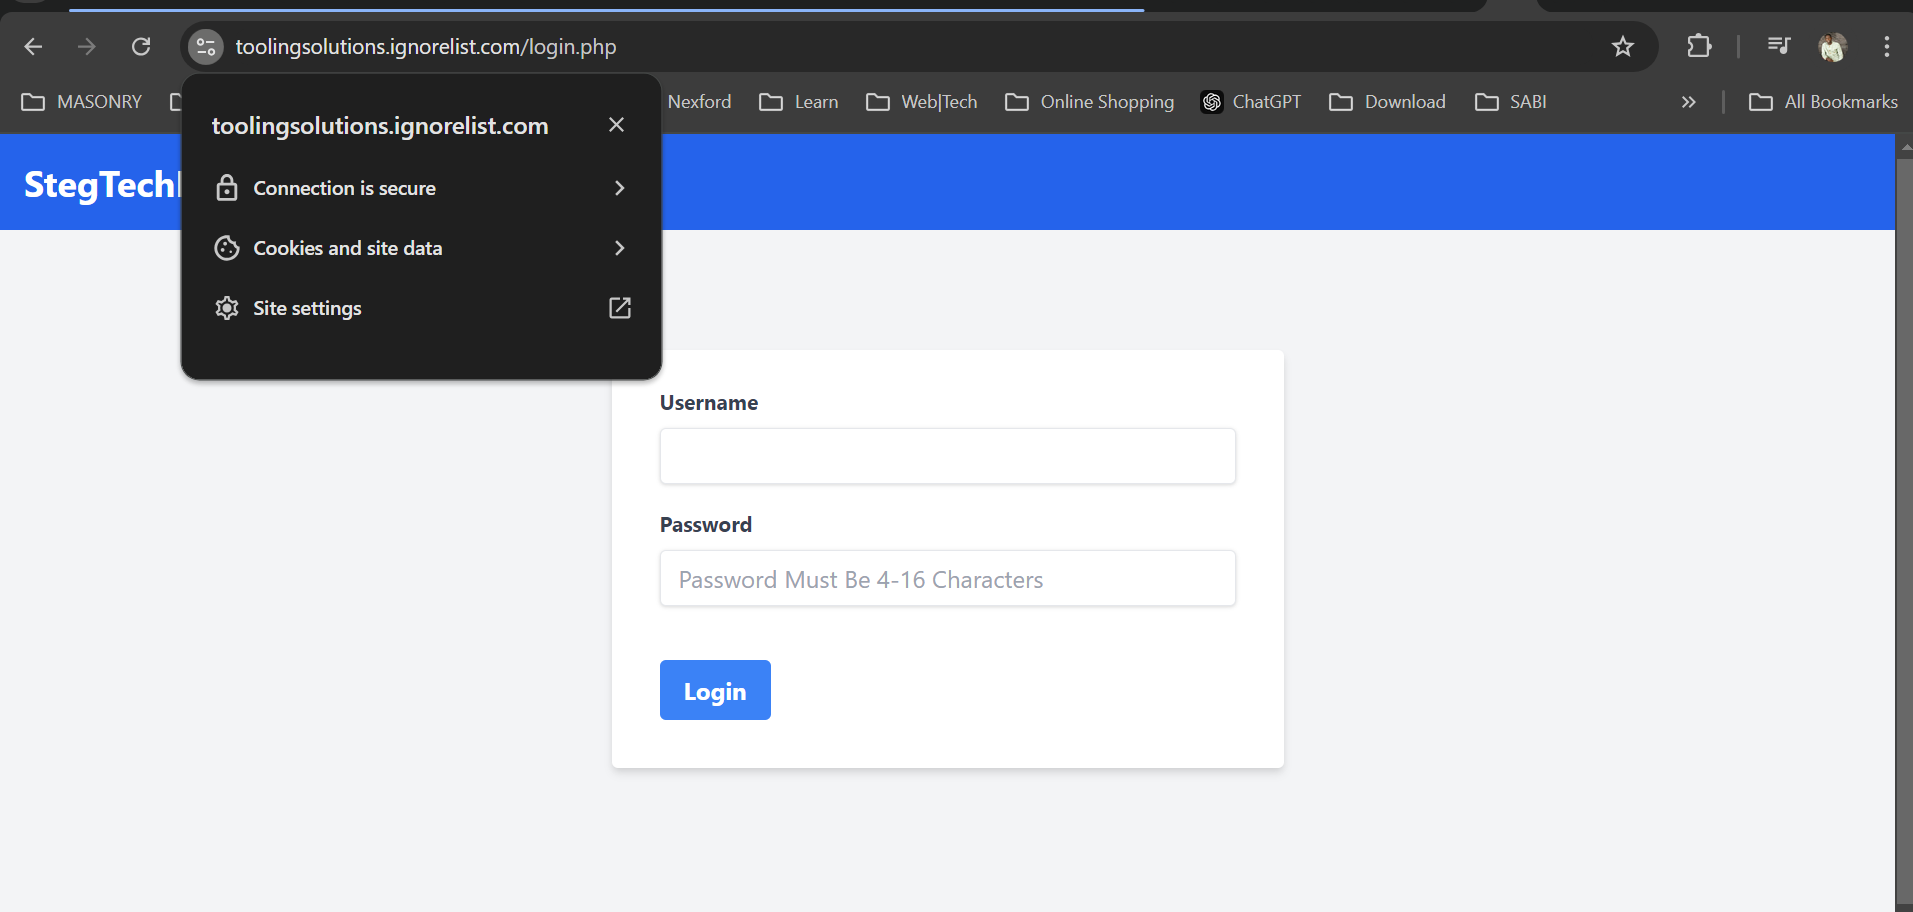 toolingsolutions.ignorelist.com/login.php
MASONRY
Nexford
Learn
Web|Tech
Online Shopping
ChatGPT
Download
SABI
All Bookmarks
toolingsolutions.ignorelist.com
Connection is secure
Cookies and site data
Site settings
StegTech
Username
Password
Password Must Be 4-16 Characters
Login